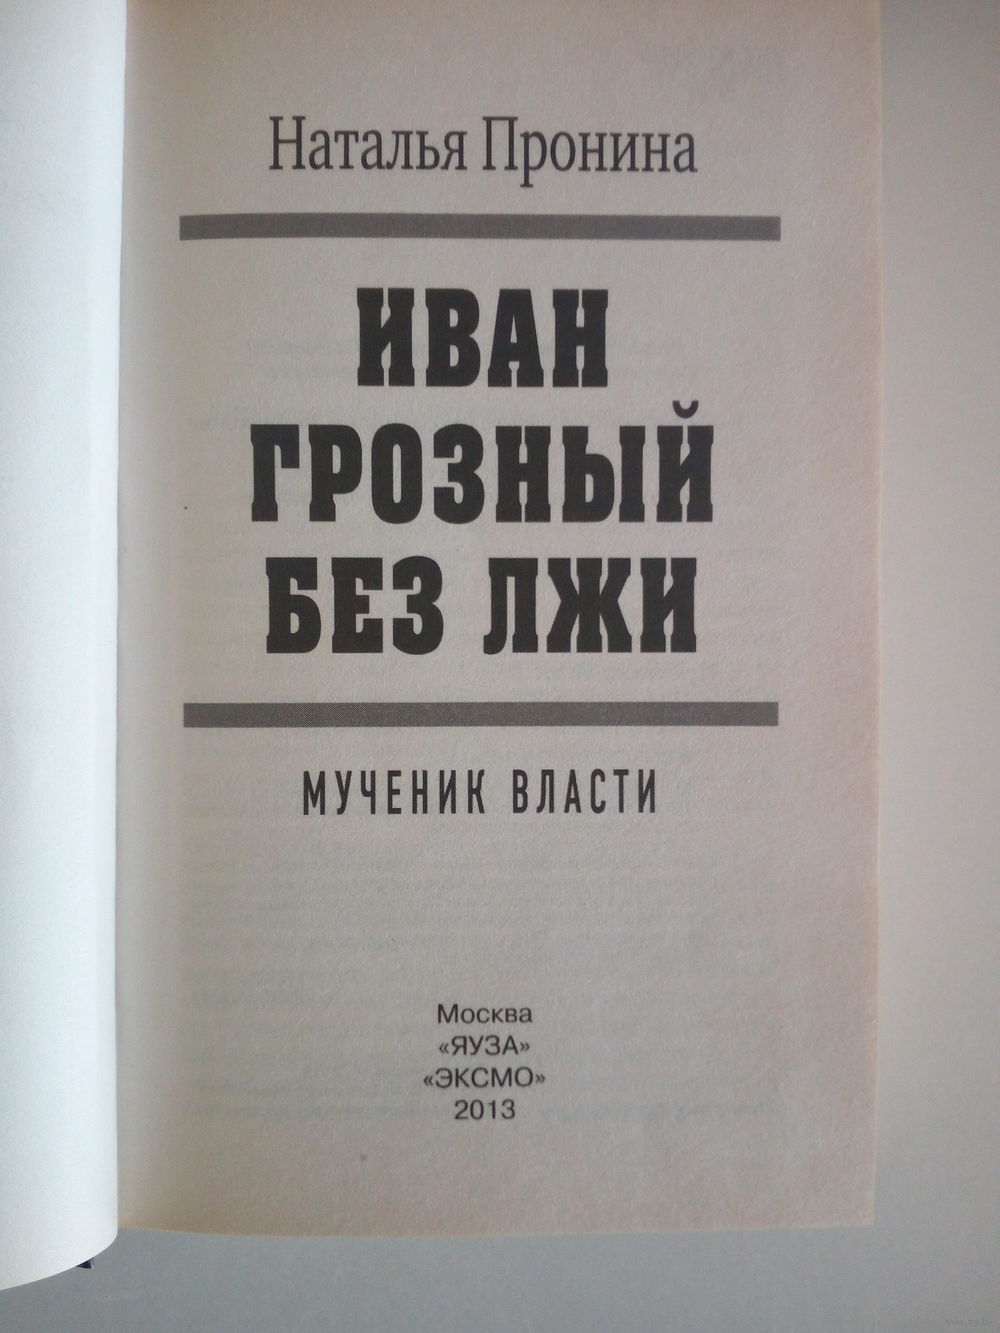 Наталья Пронина
ИВАН
ГРОЗНЫЙ
БЕЗ ЛЖИ
МУЧЕНИК ВЛАСТИ
Москва
«ЯУЗА»
«ЭКСМО»
2013